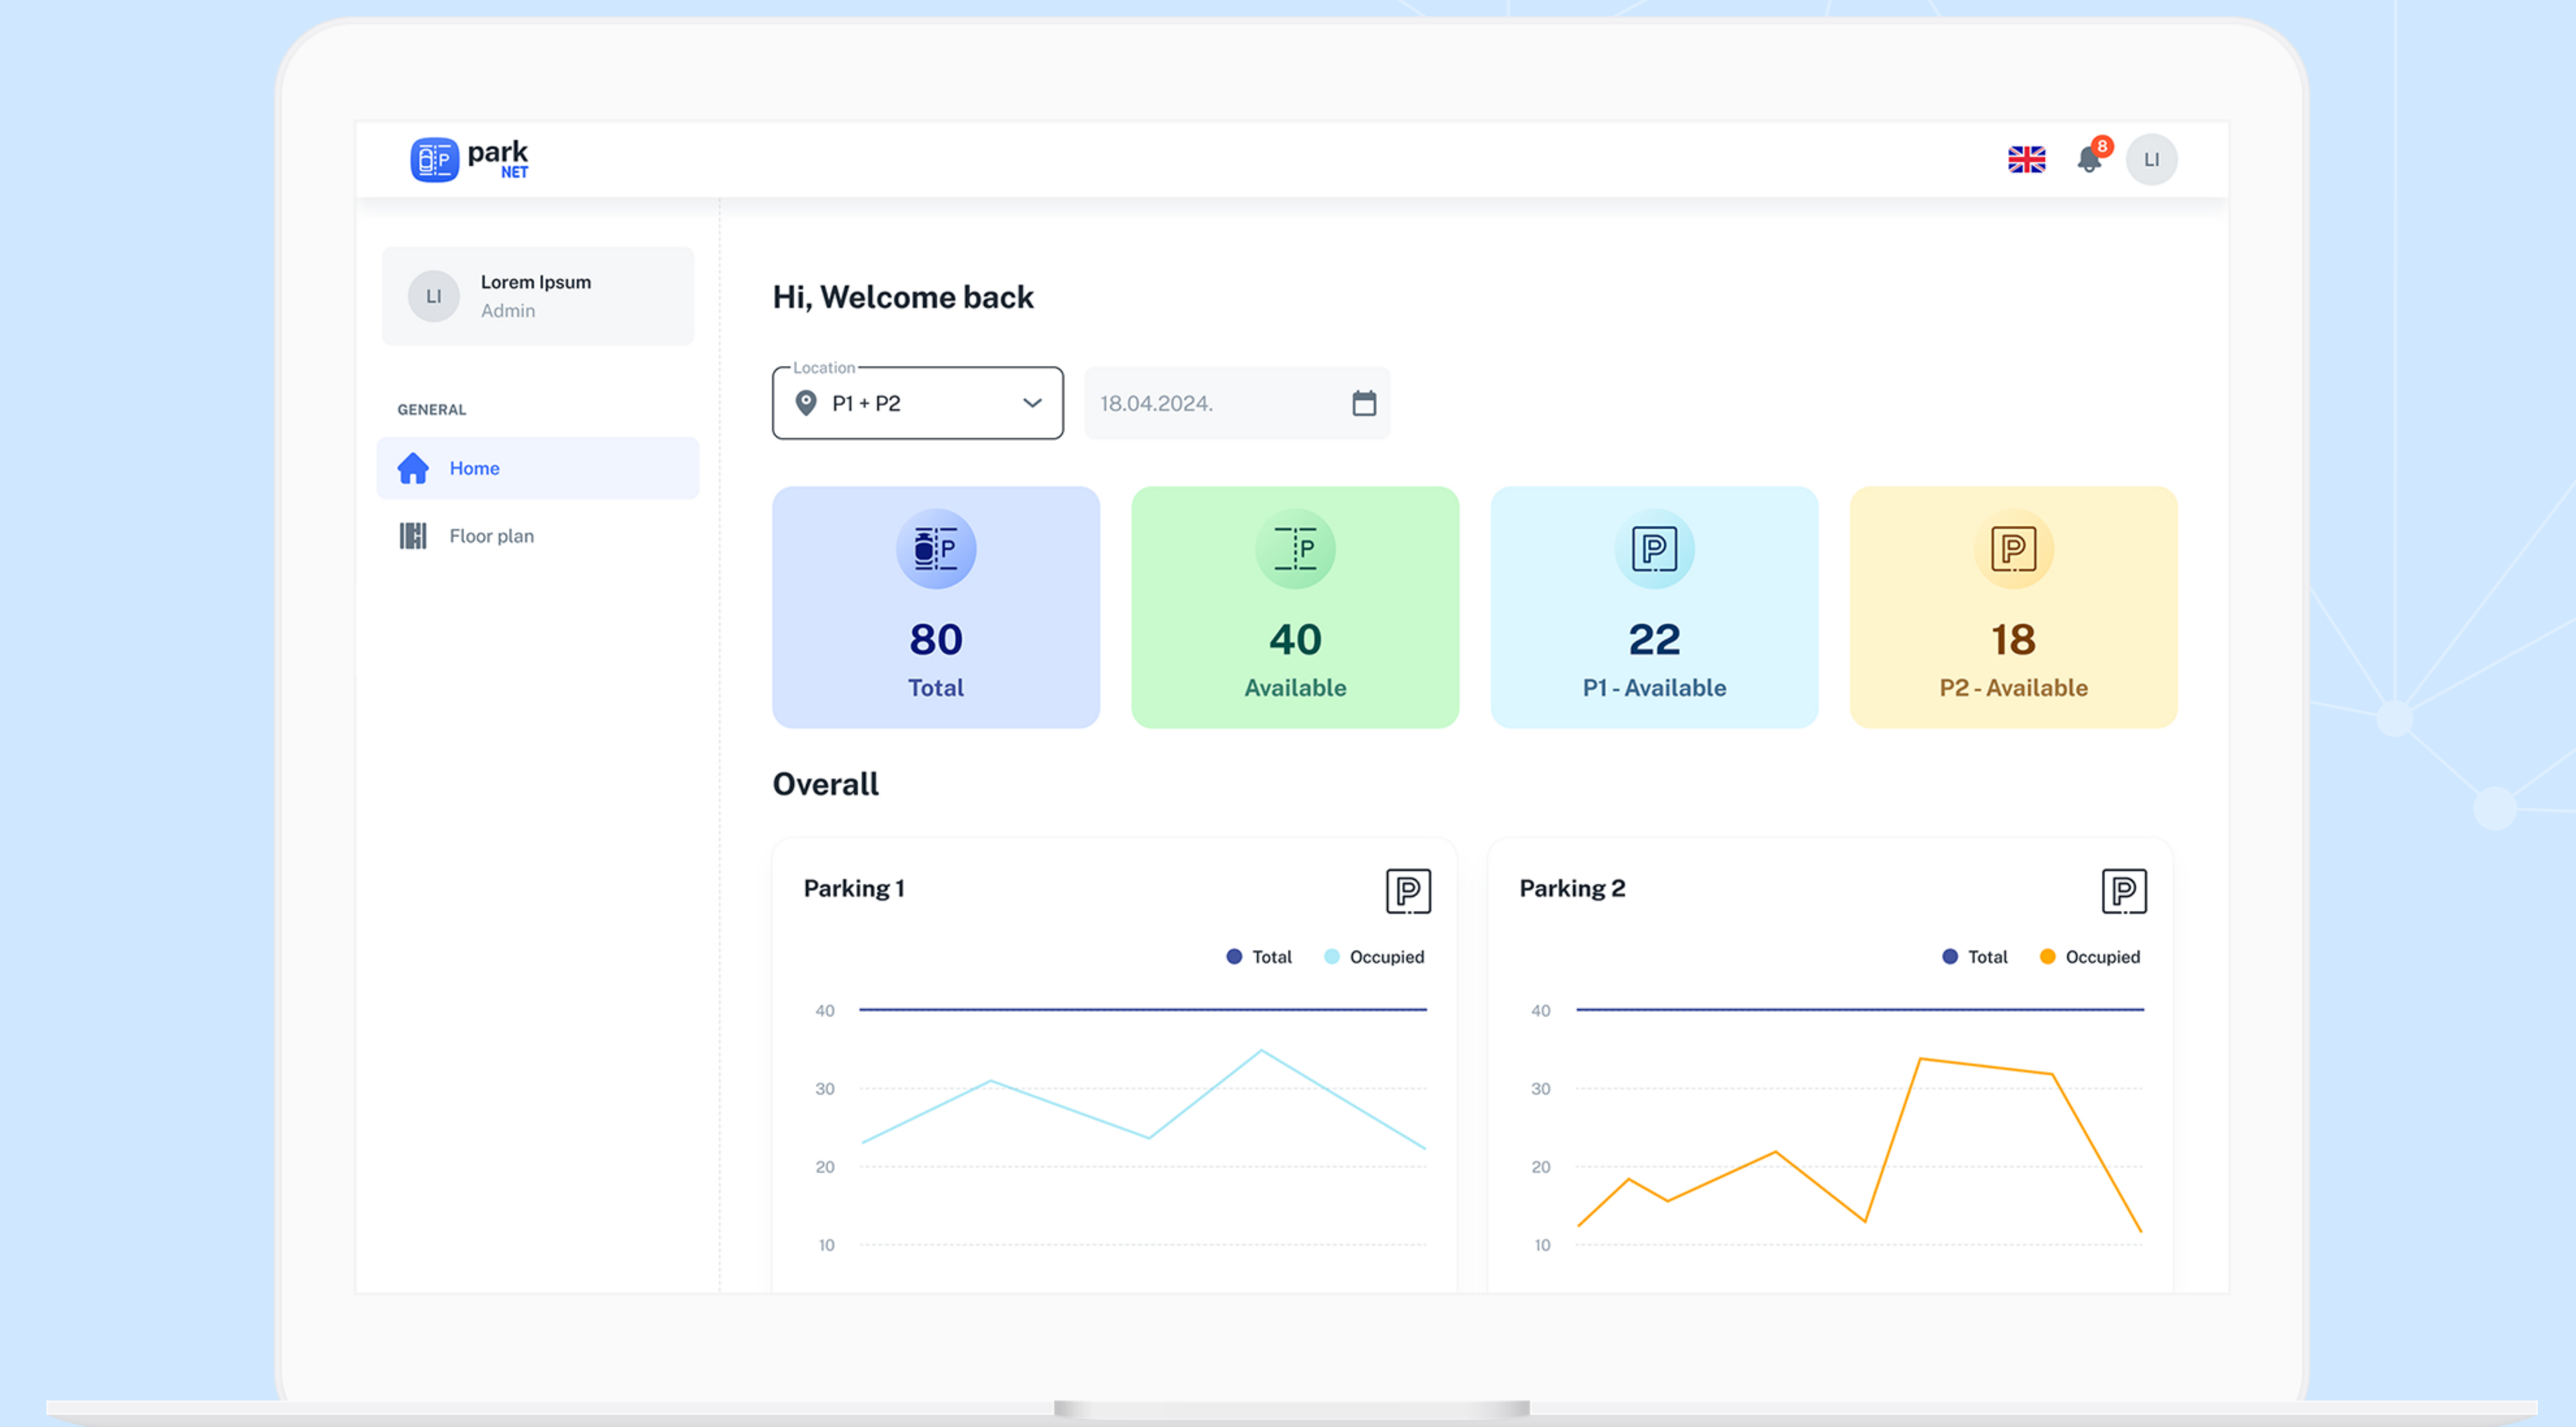 park
NET
8
LI
LI
Lorem Ipsum
Admin
GENERAL
Home
Floor plan
Hi, Welcome back
Location
P1 + P2
18.04.2024.
P
80
Total
P
40
Available
P
22
P1 - Available
P
18
P2 - Available
Overall
Parking 1
P
Total
Occupied
40
30
20
10
Parking 2
P
Total
Occupied
40
30
20
10